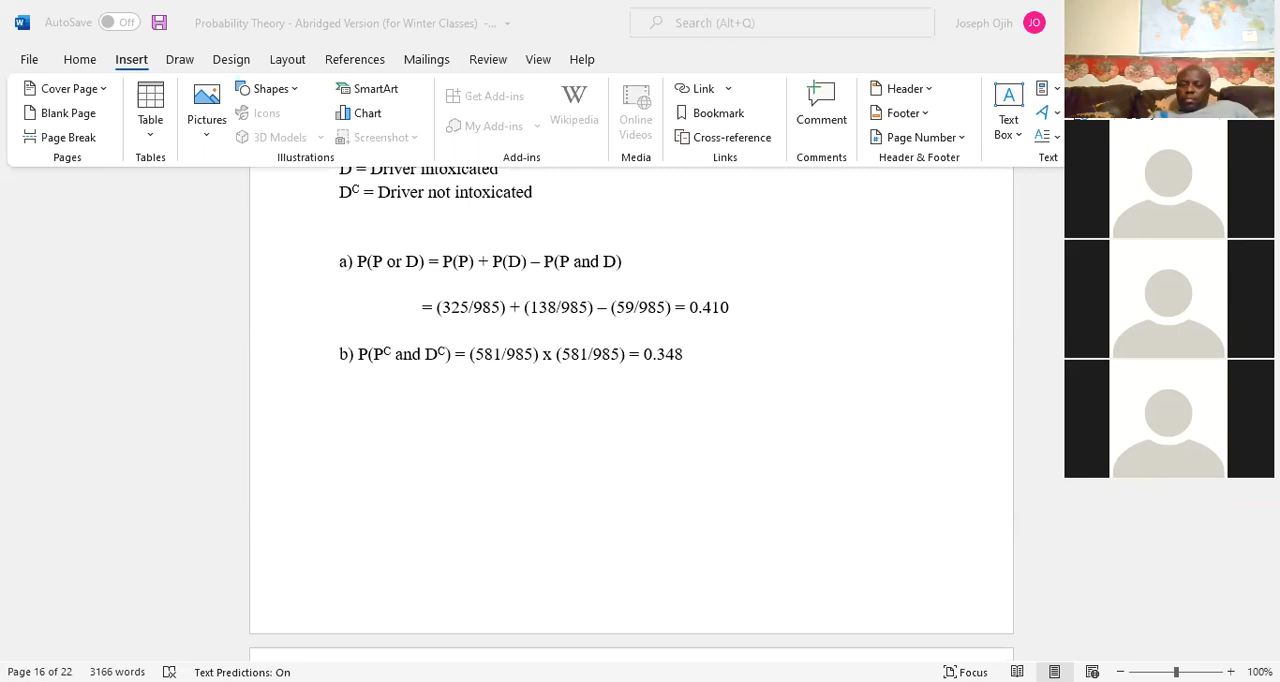 AutoSave Off Probability Theory - Abridged Version (for Winter Classes) -... Search (Alt+Q) Joseph Ojih JO
File Home Insert Draw Design Layout References Mailings Review View Help
Cover Page
Blank Page
Page Break
Pages
Table
Tables
Pictures
Shapes
Icons
3D Models
SmartArt
Chart
Screenshot
Illustrations
Get Add-ins
My Add-ins
W
Wikipedia
Add-ins
Online
Videos
Media
Link
Bookmark
Cross-reference
Links
Comment
Comments
Header
Footer
Page Number
Header & Footer
A
Text
Box
Text
D = Driver intoxicated
Dᶜ = Driver not intoxicated
a) P(P or D) = P(P) + P(D) – P(P and D)
= (325/985) + (138/985) – (59/985) = 0.410
b) P(Pᶜ and Dᶜ) = (581/985) x (581/985) = 0.348
Page 16 of 22 3166 words Text Predictions: On Focus 100%